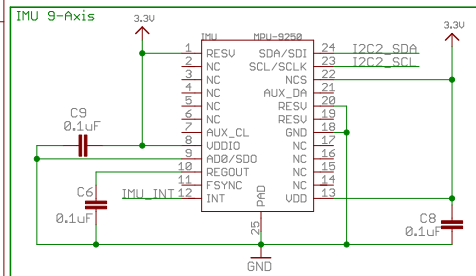 IMU 9-Axis
3.3V
3.3V
IMU MPU-9250
1 RESV SDA/SDI 24 I2C2_SDA
2 NC SCL/SCLK 23 I2C2_SCL
3 NC NCS 22
4 NC AUX_DA 21
5 NC RESV 20
6 NC RESV 19
7 AUX_CL GND 18
8 VDDIO NC 17
9 AD0/SDO NC 16
10 REGOUT NC 15
11 FSYNC NC 14
IMU_INT 12 INT VDD 13
C9
0.1uF
C6
0.1uF
C8
0.1uF
PAD
25
GND